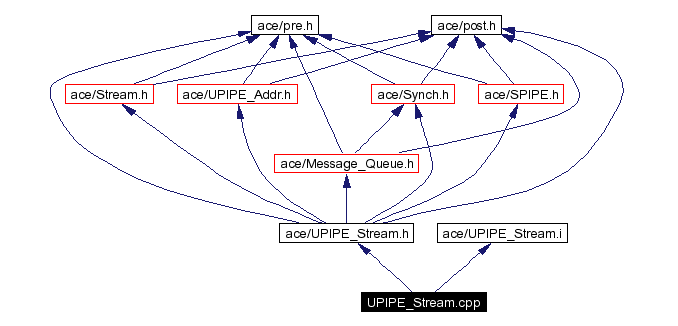 ace/pre.h
ace/post.h
ace/Stream.h
ace/UPIPE_Addr.h
ace/Synch.h
ace/SPIPE.h
ace/Message_Queue.h
ace/UPIPE_Stream.h
ace/UPIPE_Stream.i
UPIPE_Stream.cpp